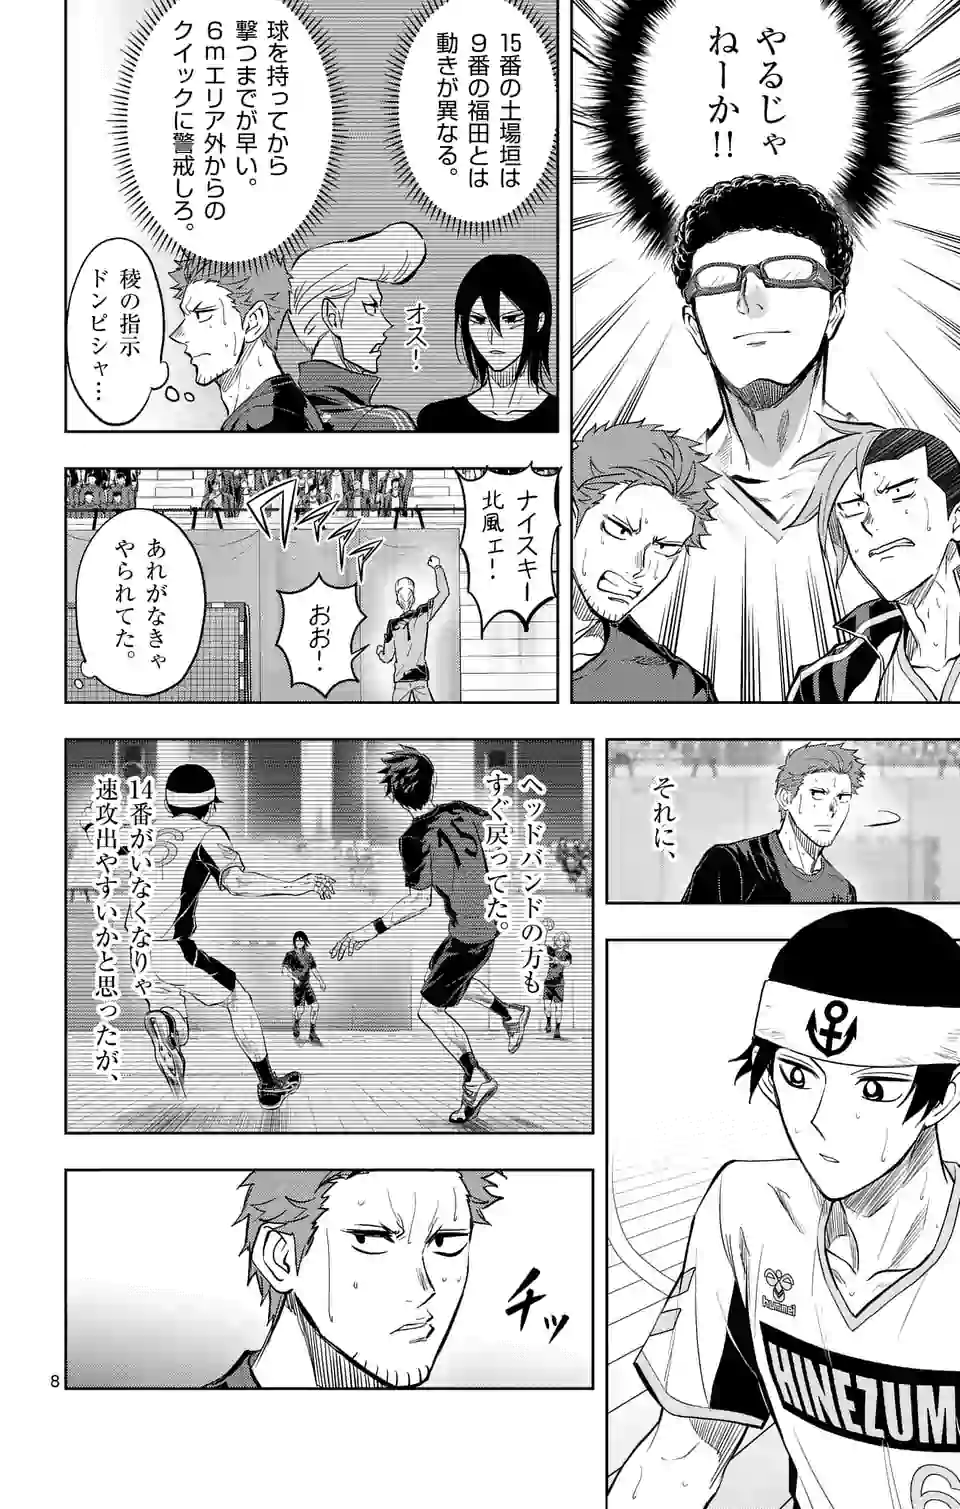 やるじゃ
ねーか!!
15番の土場垣は
9番の福田とは
動きが異なる。
球を持ってから
撃つまでが早い。
6mエリア外からの
クイックに警戒しろ。
オス!
稜の指示
ドンピシャ…
ナイスキー
北風ェ!
おお!
マ゛マ゛マ゛
あれがなきゃ
やられてた。
それに、
ヘッドバンドの方も
すぐ戻ってた。
14番がいなくなりゃ
速攻出やすいかと思ったが、
hummel
HINEZUM
チッ
8